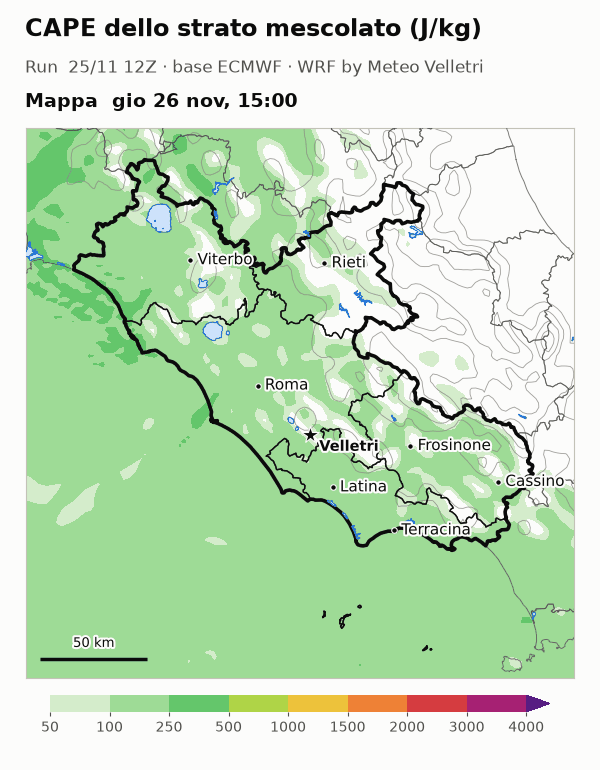 CAPE dello strato mescolato (J/kg)
Run  25/11 12Z · base ECMWF · WRF by Meteo Velletri
Mappa  gio 26 nov, 15:00
Viterbo
Rieti
Roma
Velletri
Frosinone
Cassino
Latina
Terracina
50 km
50 100 250 500 1000 1500 2000 3000 4000